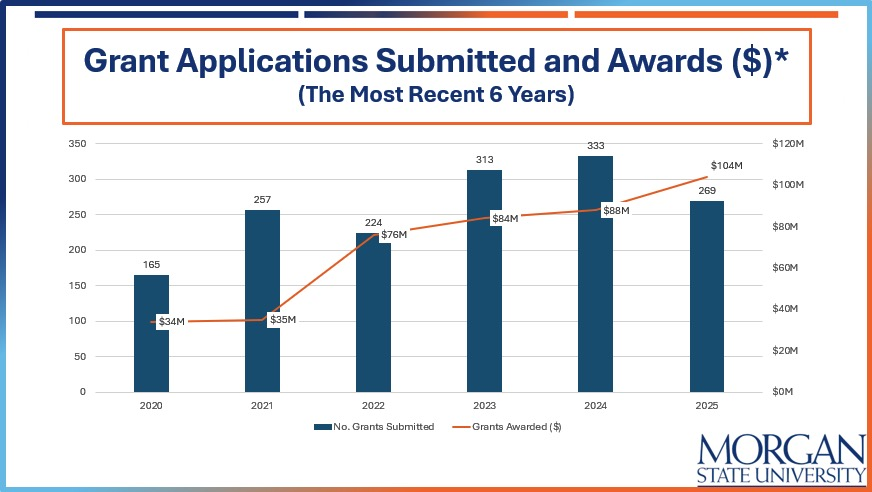 Grant Applications Submitted and Awards ($)*
(The Most Recent 6 Years)
350
300
250
200
150
100
50
0
$120M
$100M
$80M
$60M
$40M
$20M
$0M
165
257
224
313
333
269
$34M
$35M
$76M
$84M
$88M
$104M
2020
2021
2022
2023
2024
2025
No. Grants Submitted
Grants Awarded ($)
MORGAN
STATE UNIVERSITY